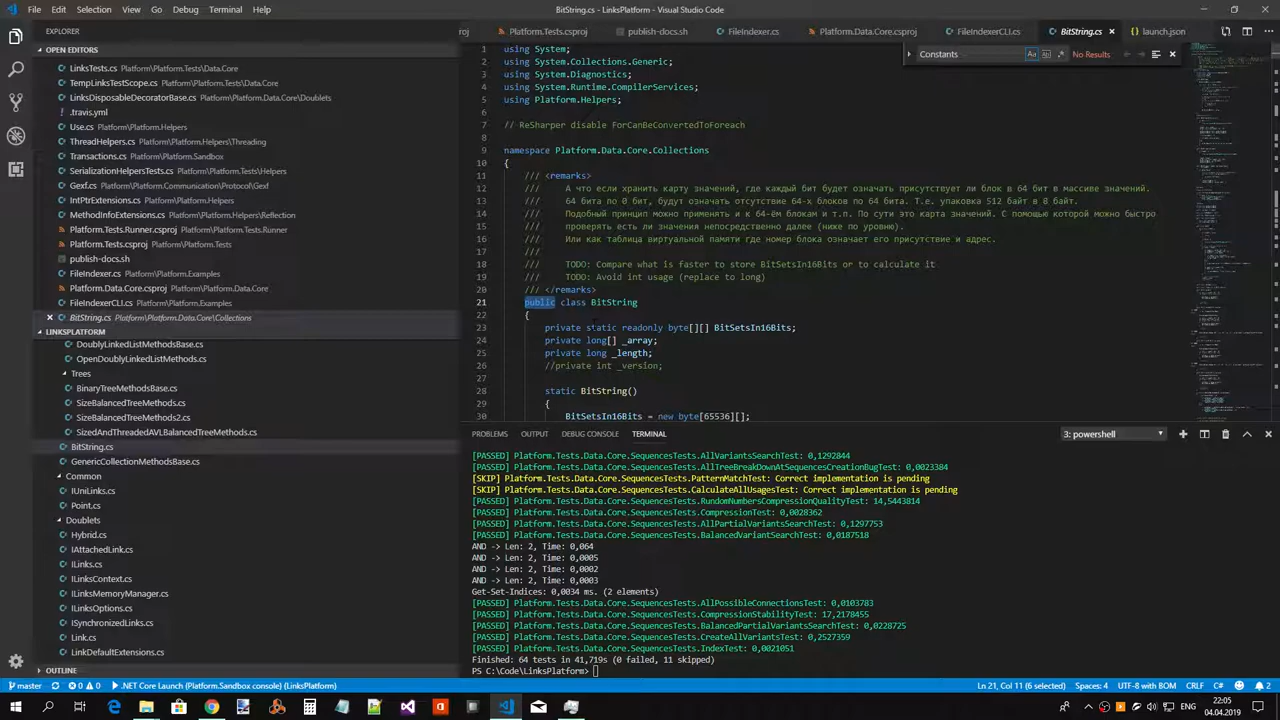 File Edit Selection View Go Debug Terminal Help
BitString.cs - LinksPlatform - Visual Studio Code
EXPLORER
OPEN EDITORS
LinksTests.cs Platform\Platform.Tests\Data.Core
TempLinksTestScope.cs Platform\Platform.Tests\Data.Core
LinksDisposableDecoratorBase.cs Platform\Platform.Data.Core\Doublets
.travis.yml
Use.cs Platform\Platform.Helpers
ThreadHelpers.cs Platform\Platform.Helpers\Threading
Transactions.cs Platform\Platform.Sandbox
SerializationHelpersTests.cs Platform\Platform.Tests\Helpers
Gexf.cs Platform\Platform.Communication\Protocol\Gexf
IntPtrExtensions.cs Platform\Platform.Helpers
MethodInfoExtensions.cs Platform\Platform.Helpers\Reflection
Platform.Tests.Runner.csproj Platform\Platform.Tests.Runner
Platform.Tests.csproj Platform\Platform.Tests
publish-docs.sh
FileIndexer.cs Platform\Platform.Examples
Platform.Data.Core.csproj Platform\Platform.Data.Core
FileIndexerCLI.cs Platform\Platform.Examples
BitString.cs Platform\Platform.Data.Core\Collections
LINKSPLATFORM
DoublyLinkedListMethodsBase.cs
OpenDoublyLinkedListMethods.cs
Trees
BinaryTreeMethodsBase.cs
SizeBalancedTreeMethods.cs
SizeBalancedTreeMethods2.cs
SizedAndThreadedAVLBalancedTreeMethods.cs
BitString.cs
GenericCollectionMethodsBase.cs
Common
IUniLinks.cs
Point.cs
Doublets
Hybrid.cs
IAttachedLink.cs
ILinks.cs
ILinksContext.cs
ILinksMemoryManager.cs
ILinksOptions.cs
ISynchronizedLinks.cs
Link.cs
LinkDefaultExtensions.cs
OUTLINE
roj Platform.Tests.csproj publish-docs.sh FileIndexer.cs Platform.Data.Core.csproj FileIndexerCLI.cs BitString.cs launch.json
Constants Aa No Results
1 using System;
2 using System.Collections.Generic;
3 using System.Diagnostics;
4 using System.Runtime.CompilerServices;
5 using Platform.Helpers;
6
7 ReSharper disable ForCanBeConvertedToForeach
8
9 namespace Platform.Data.Core.Collections
10 {
11 /// <remarks>
12 /// А что если хранить карту значений, где каждый бит будет означать присутствует ли блок в 64 бит в массиве значений.
13 /// 64 бита по 0 бит, будут означать отсутствие 64-х блоков по 64 бита. Т.е. упаковка 512 байт в 8 байт.
14 /// Подобный принцип можно применять и к 64-ём блокам и т.п. По сути это карта значений. С помощью которой можно быстро
15 /// проверять есть ли значения непосредственно далее (ниже по уровню).
16 /// Или как таблица виртуальной памяти где номер блока означает его присутствие и адрес.
17 ///
18 /// TODO: Compare what is faster to store BitSetsIn16Bits or to calculate it
19 /// TODO: Avoid int usage (replace to long)
20 /// </remarks>
21 public class BitString
22 {
23 private static readonly byte[][] BitSetsIn16Bits;
24 private long[] _array;
25 private long _length;
26 //private int _version;
27
28 static BitString()
29 {
30 BitSetsIn16Bits = new byte[65536][];
PROBLEMS OUTPUT DEBUG CONSOLE TERMINAL 3: powershell
[PASSED] Platform.Tests.Data.Core.SequencesTests.AllVariantsSearchTest: 0,1292844
[PASSED] Platform.Tests.Data.Core.SequencesTests.AllTreeBreakDownAtSequencesCreationBugTest: 0,0023384
[SKIP] Platform.Tests.Data.Core.SequencesTests.PatternMatchTest: Correct implementation is pending
[SKIP] Platform.Tests.Data.Core.SequencesTests.CalculateAllUsagesTest: Correct implementation is pending
[PASSED] Platform.Tests.Data.Core.SequencesTests.RundomNumbersCompressionQualityTest: 14,5443814
[PASSED] Platform.Tests.Data.Core.SequencesTests.CompressionTest: 0,0028362
[PASSED] Platform.Tests.Data.Core.SequencesTests.AllPartialVariantsSearchTest: 0,1297753
[PASSED] Platform.Tests.Data.Core.SequencesTests.BalancedVariantSearchTest: 0,0187518
AND -> Len: 2, Time: 0,064
AND -> Len: 2, Time: 0,0005
AND -> Len: 2, Time: 0,0002
AND -> Len: 2, Time: 0,0003
Get-Set-Indices: 0,0034 ms. (2 elements)
[PASSED] Platform.Tests.Data.Core.SequencesTests.AllPossibleConnectionsTest: 0,0103783
[PASSED] Platform.Tests.Data.Core.SequencesTests.CompressionStabilityTest: 17,2178455
[PASSED] Platform.Tests.Data.Core.SequencesTests.BalancedPartialVariantsSearchTest: 0,0228725
[PASSED] Platform.Tests.Data.Core.SequencesTests.CreateAllVariantsTest: 0,2527359
[PASSED] Platform.Tests.Data.Core.SequencesTests.IndexTest: 0,0021051
Finished: 64 tests in 41,719s (0 failed, 11 skipped)
PS C:\Code\LinksPlatform>
master 0 0 .NET Core Launch (Platform.Sandbox console) (LinksPlatform) Ln 21, Col 11 (6 selected) Spaces: 4 UTF-8 with BOM CRLF C# 2
ENG 22:05
04.04.2019